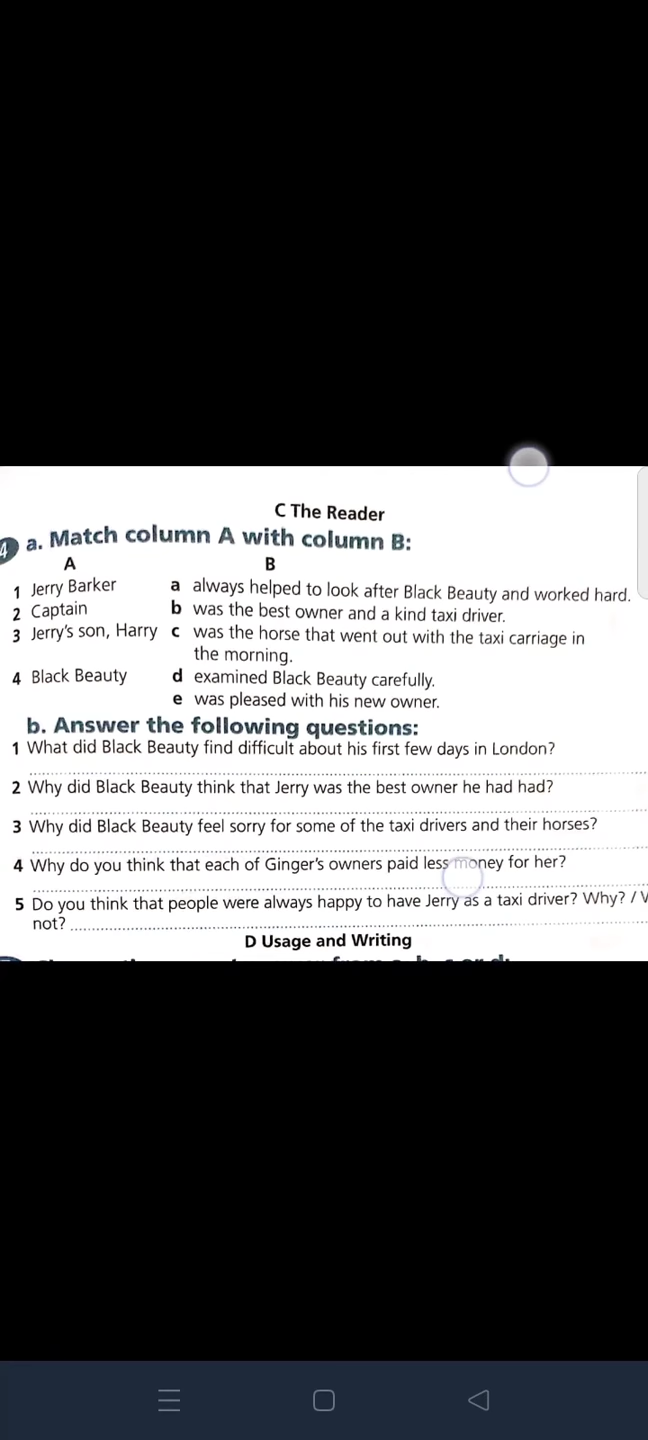 C The Reader
4 a. Match column A with column B:
A B
1 Jerry Barker a always helped to look after Black Beauty and worked hard.
2 Captain b was the best owner and a kind taxi driver.
3 Jerry's son, Harry c was the horse that went out with the taxi carriage in
the morning.
4 Black Beauty d examined Black Beauty carefully.
e was pleased with his new owner.
b. Answer the following questions:
1 What did Black Beauty find difficult about his first few days in London?
2 Why did Black Beauty think that Jerry was the best owner he had had?
3 Why did Black Beauty feel sorry for some of the taxi drivers and their horses?
4 Why do you think that each of Ginger's owners paid less money for her?
5 Do you think that people were always happy to have Jerry as a taxi driver? Why? /
not?
D Usage and Writing